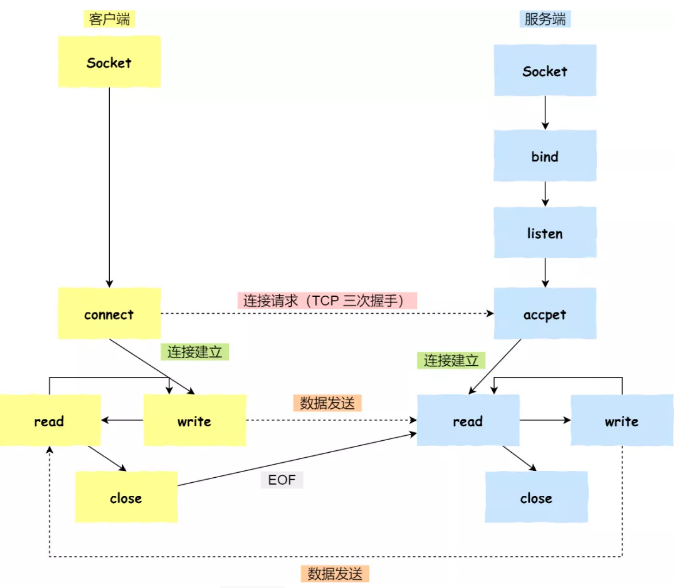 客户端
服务端
Socket
Socket
bind
listen
connect
连接请求（TCP 三次握手）
accpet
连接建立
连接建立
read
write
数据发送
read
write
close
EOF
close
数据发送